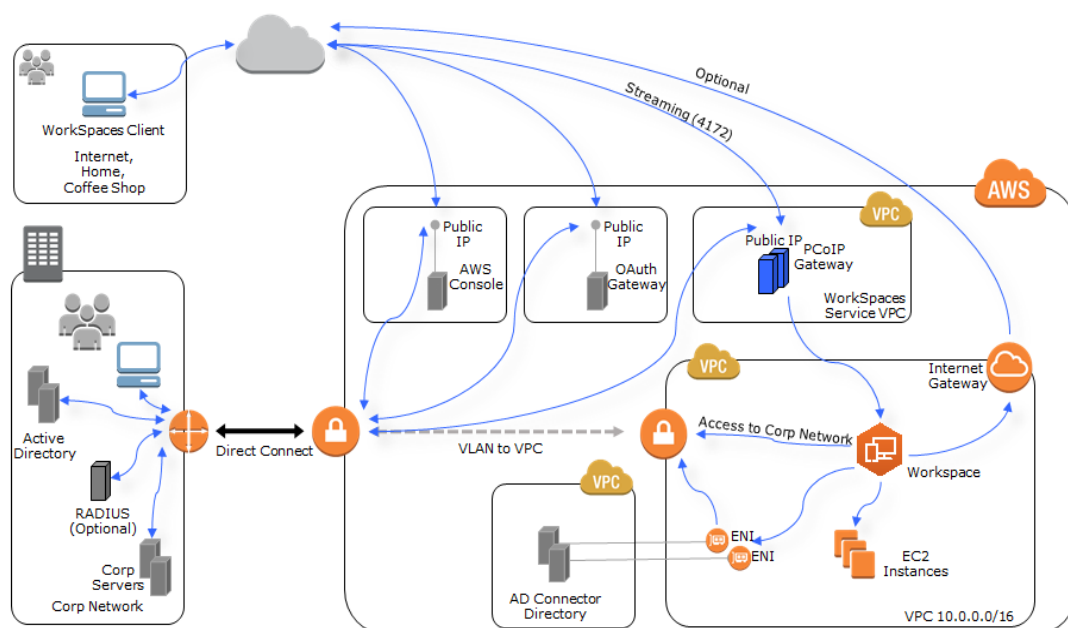 WorkSpaces Client
Internet,
Home,
Coffee Shop
Optional
Streaming (4172)
AWS
Public
IP
AWS
Console
Public
IP
OAuth
Gateway
VPC
Public IP
PCoIP
Gateway
WorkSpaces
Service VPC
Active
Directory
RADIUS
(Optional)
Corp
Servers
Corp Network
Direct Connect
VLAN to VPC
VPC
Internet
Gateway
Access to Corp Network
Workspace
ENI
ENI
EC2
Instances
VPC 10.0.0.0/16
VPC
AD Connector
Directory